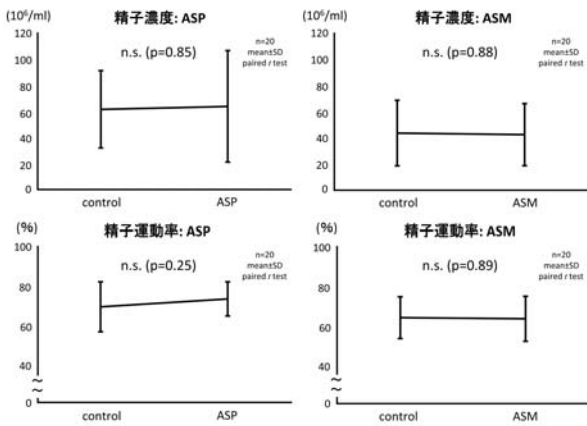 (10⁶/ml)
精子濃度: ASP
n.s. (p=0.85)
n=20
mean±SD
paired t test
120
100
80
60
40
20
0
control
ASP
(10⁶/ml)
精子濃度: ASM
n.s. (p=0.88)
n=20
mean±SD
paired t test
120
100
80
60
40
20
0
control
ASM
(%)
精子運動率: ASP
n.s. (p=0.25)
n=20
mean±SD
paired t test
100
80
60
40
0
control
ASP
(%)
精子運動率: ASM
n.s. (p=0.89)
n=20
mean±SD
paired t test
100
80
60
40
0
control
ASM